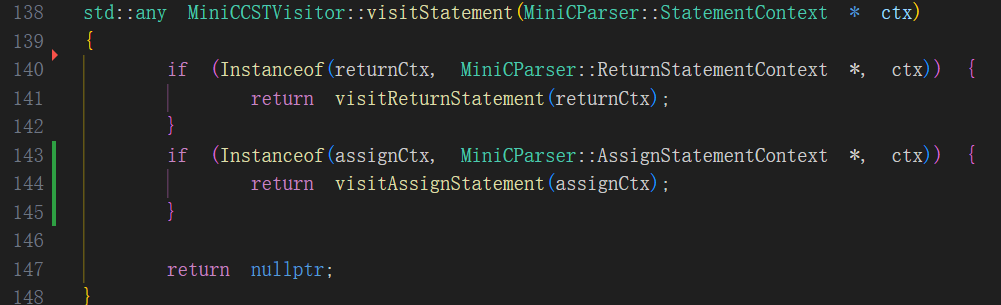 138 std::any MiniCCSTVisitor::visitStatement(MiniCParser::StatementContext * ctx)
139 {
140 if (Instanceof(returnCtx, MiniCParser::ReturnStatementContext *, ctx)) {
141 return visitReturnStatement(returnCtx);
142 }
143 if (Instanceof(assignCtx, MiniCParser::AssignStatementContext *, ctx)) {
144 return visitAssignStatement(assignCtx);
145 }
146
147 return nullptr;
148 }